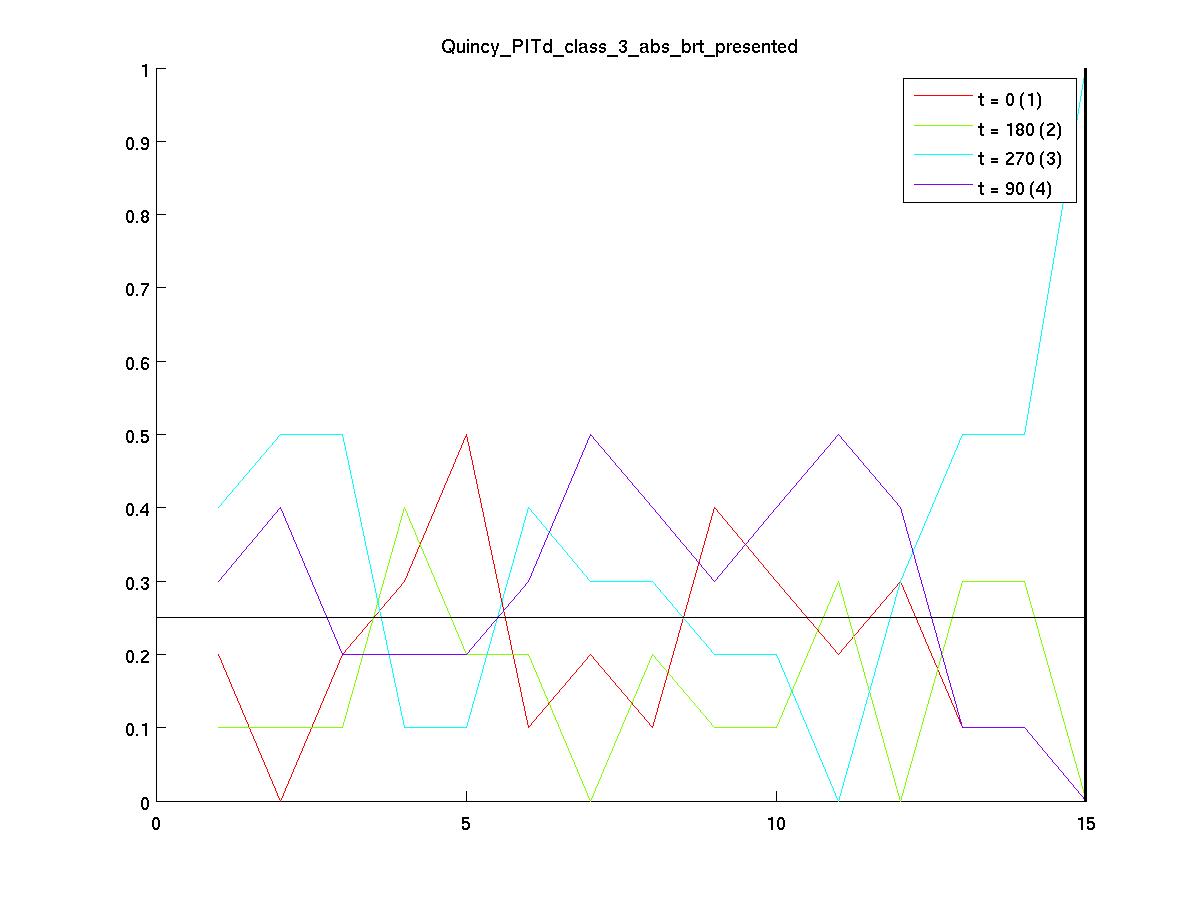 Quincy_PITd_class_3_abs_brt_presented
1
0.9
0.8
0.7
0.6
0.5
0.4
0.3
0.2
0.1
0
0 5 10 15
t = 0 (1)
t = 180 (2)
t = 270 (3)
t = 90 (4)